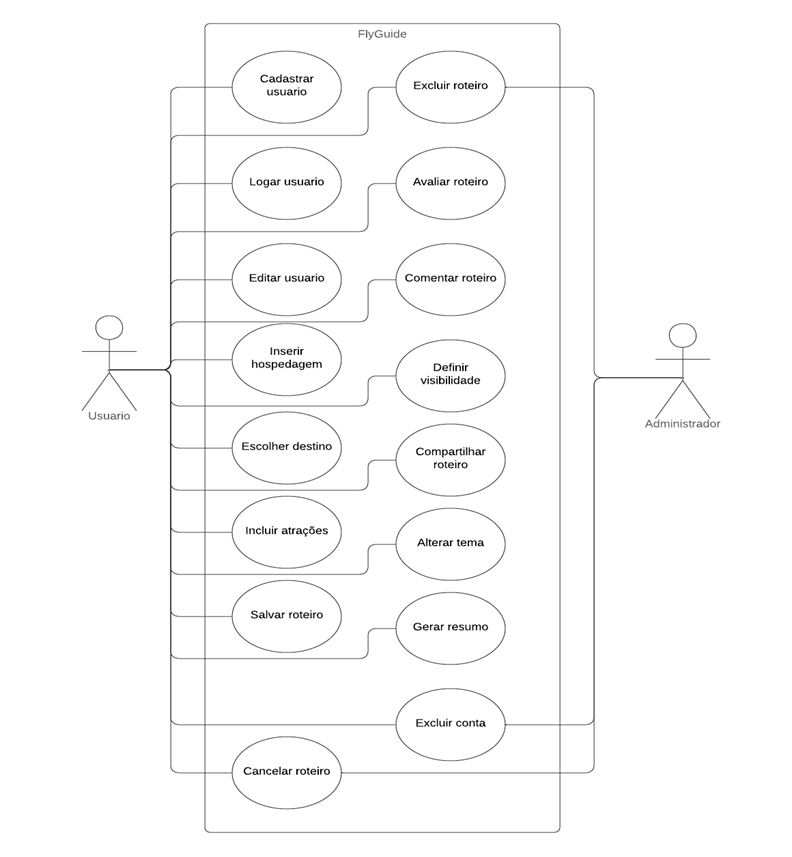 FlyGuide
Cadastrar
usuario
Excluir roteiro
Logar usuario
Avaliar roteiro
Editar usuario
Comentar roteiro
Inserir
hospedagem
Definir
visibilidade
Usuario
Administrador
Escolher destino
Compartilhar
roteiro
Incluir atrações
Alterar tema
Salvar roteiro
Gerar resumo
Excluir conta
Cancelar roteiro